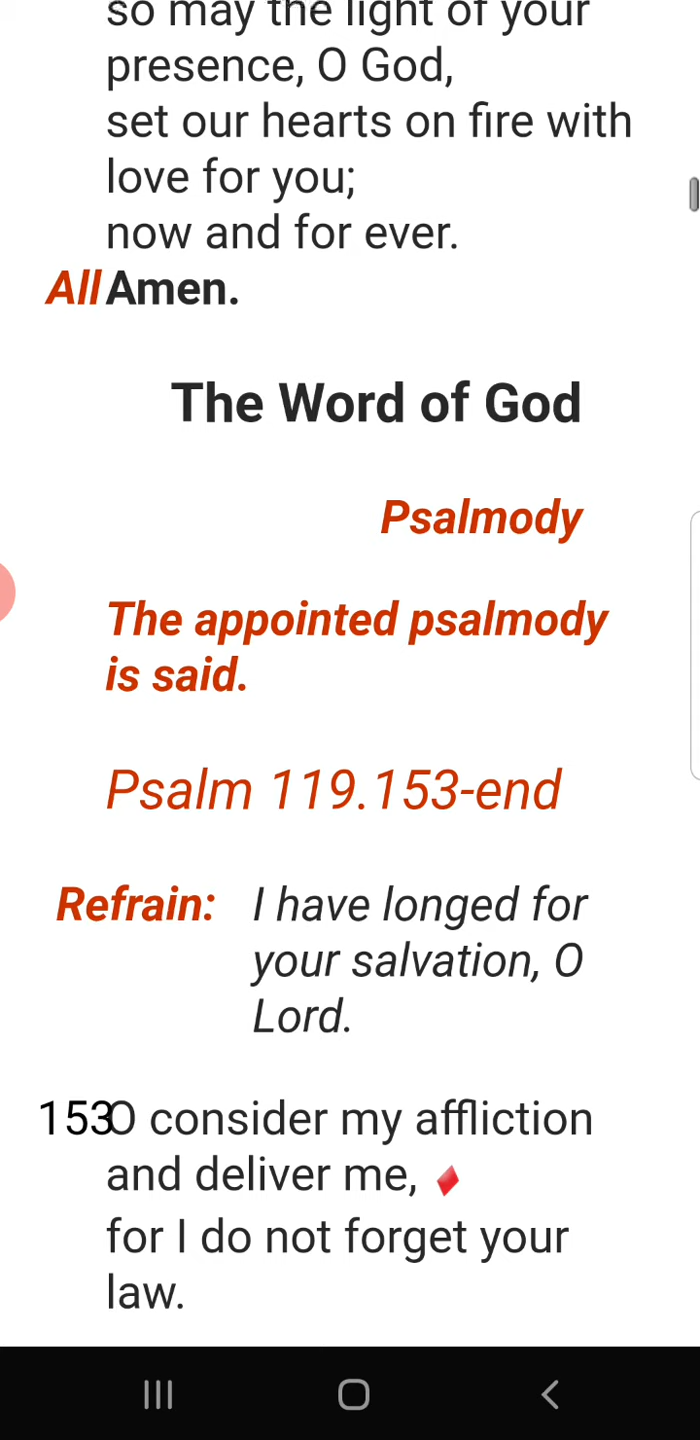 so may the light of your
presence, O God,
set our hearts on fire with
love for you;
now and for ever.
All Amen.
The Word of God
Psalmody
The appointed psalmody
is said.
Psalm 119.153-end
Refrain: I have longed for
your salvation, O
Lord.
153 O consider my affliction
and deliver me, ♦
for I do not forget your
law.